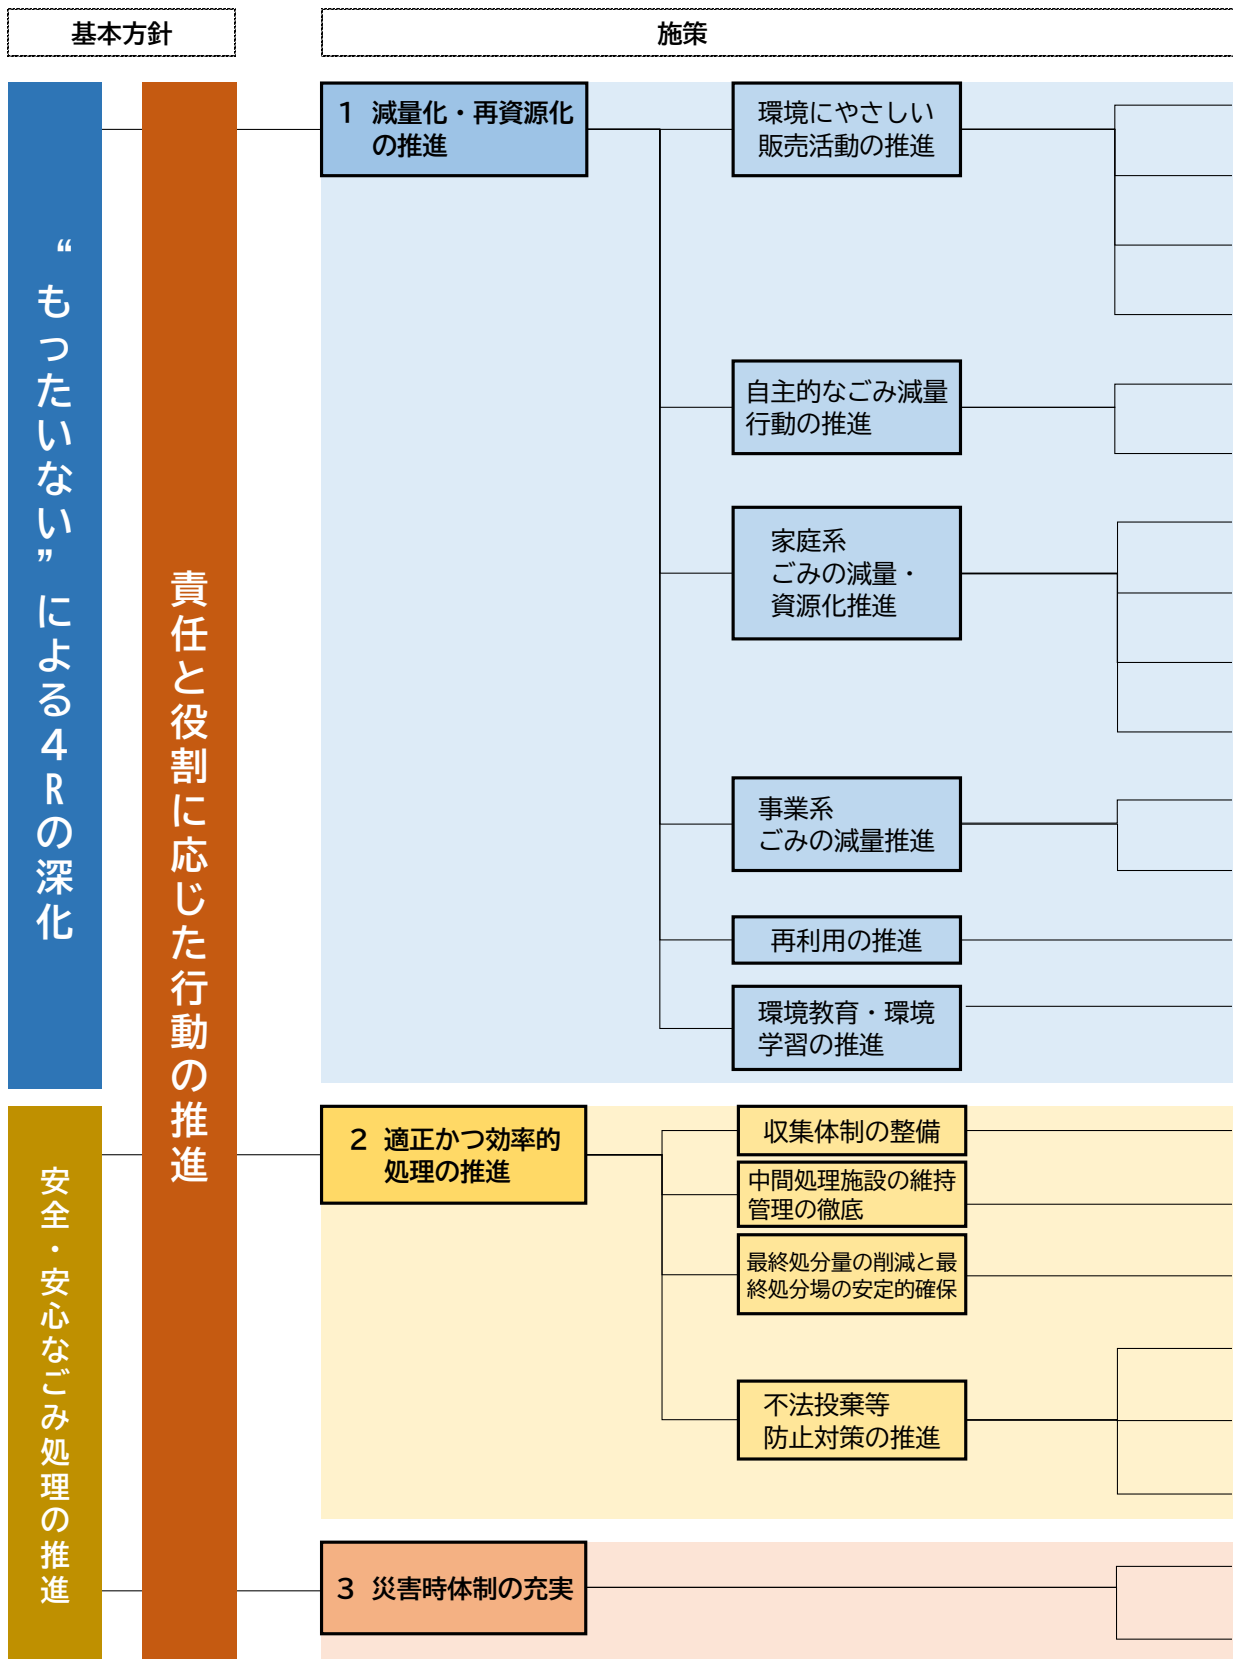 基本方針
施策
“もったいない”による４Rの深化
責任と役割に応じた行動の推進
安全・安心なごみ処理の推進
1 減量化・再資源化
の推進
環境にやさしい
販売活動の推進
自主的なごみ減量
行動の推進
家庭系
ごみの減量・
資源化推進
事業系
ごみの減量推進
再利用の推進
環境教育・環境
学習の推進
2 適正かつ効率的
処理の推進
収集体制の整備
中間処理施設の維持
管理の徹底
最終処分量の削減と最
終処分場の安定的確保
不法投棄等
防止対策の推進
3 災害時体制の充実